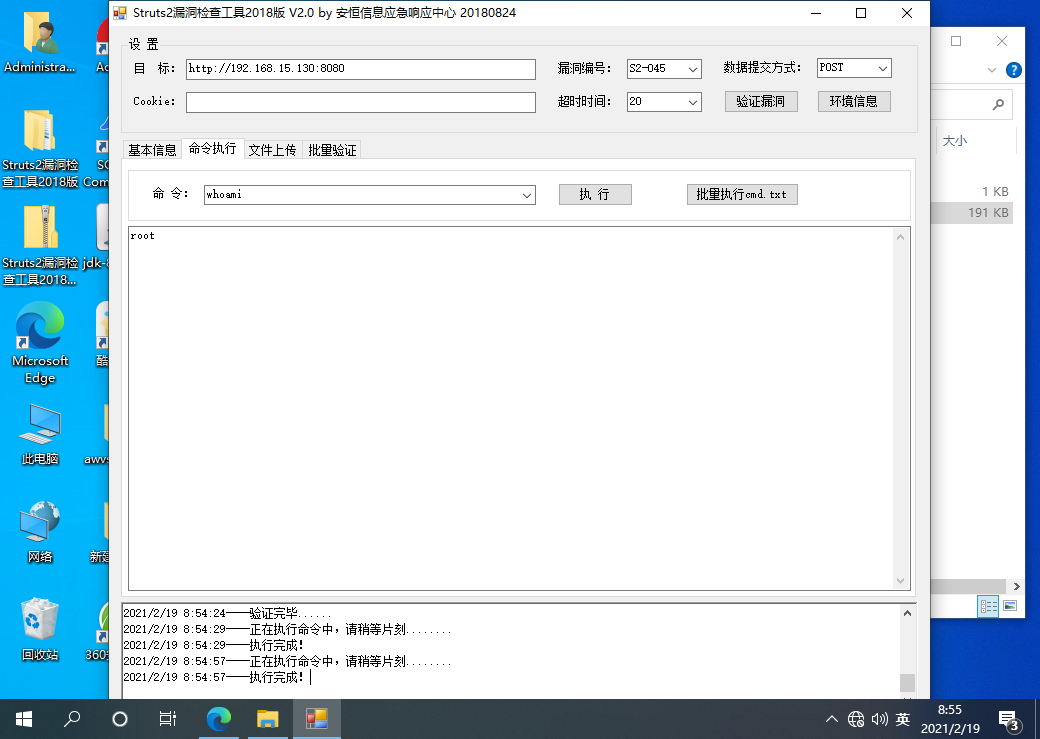 Struts2漏洞检查工具2018版 V2.0 by 安恒信息应急响应中心 20180824
设 置
目 标: http://192.168.15.130:8080
漏洞编号: S2-045
数据提交方式: POST
Cookie:
超时时间: 20
验证漏洞
环境信息
基本信息 命令执行 文件上传 批量验证
命 令: whoami
执 行
批量执行cmd.txt
root
2021/2/19 8:54:24——验证完毕......
2021/2/19 8:54:29——正在执行命令中，请稍等片刻........
2021/2/19 8:54:29——执行完成!
2021/2/19 8:54:57——正在执行命令中，请稍等片刻........
2021/2/19 8:54:57——执行完成!
Administra...
Struts2漏洞检
查工具2018版
Struts2漏洞检
查工具2018...
Microsoft
Edge
此电脑
网络
回收站
Ac
SC
Com
jdk-8
酷
awvs
新建
360
大小
1 KB
191 KB
英
8:55
2021/2/19
3